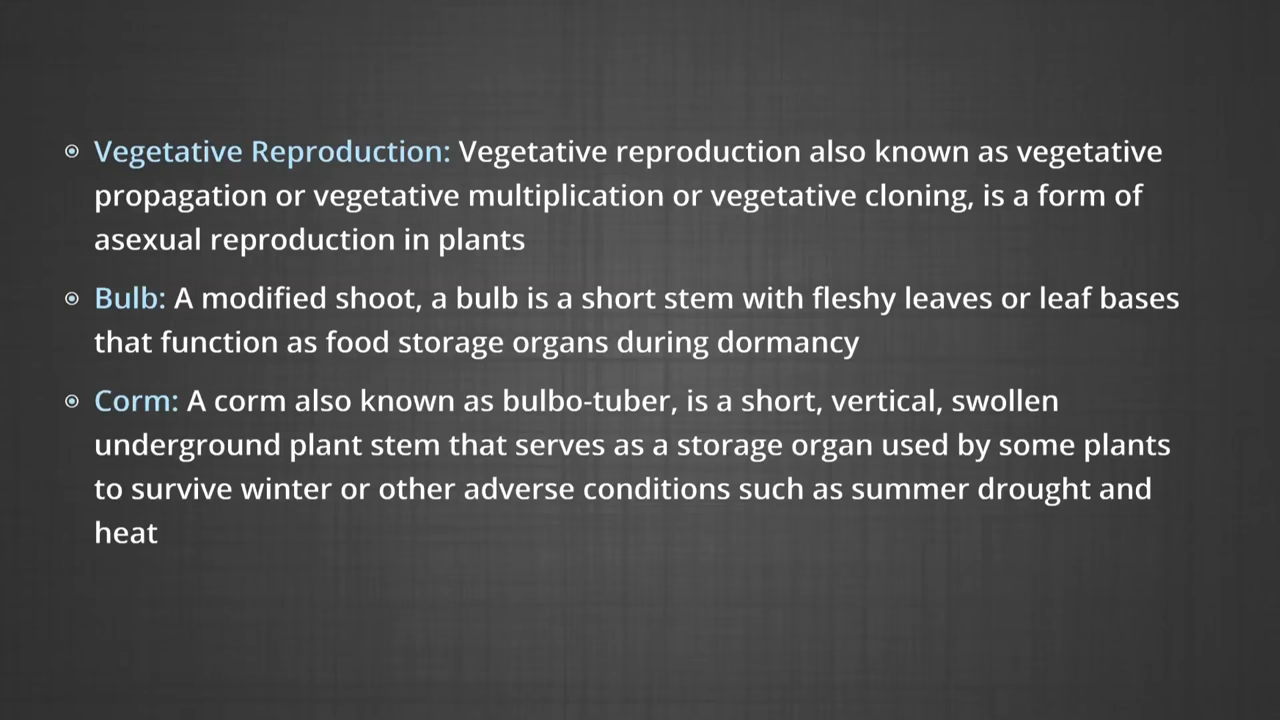 Vegetative Reproduction: Vegetative reproduction also known as vegetative
propagation or vegetative multiplication or vegetative cloning, is a form of
asexual reproduction in plants
Bulb: A modified shoot, a bulb is a short stem with fleshy leaves or leaf bases
that function as food storage organs during dormancy
Corm: A corm also known as bulbo-tuber, is a short, vertical, swollen
underground plant stem that serves as a storage organ used by some plants
to survive winter or other adverse conditions such as summer drought and
heat